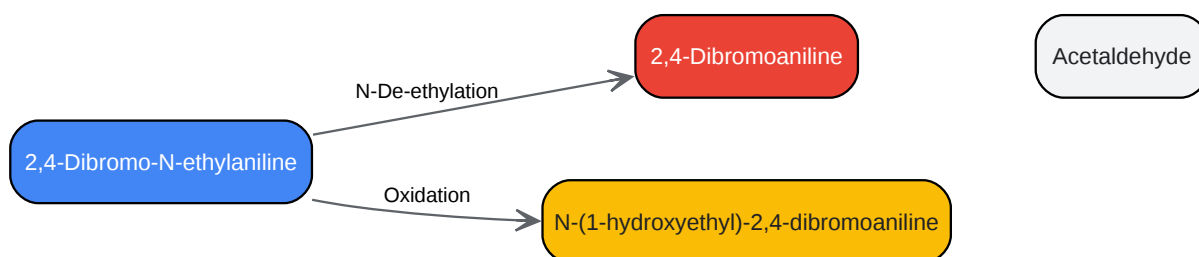 2,4-Dibromoaniline
Acetaldehyde
N-De-ethylation
2,4-Dibromo-N-ethylaniline
Oxidation
N-(1-hydroxyethyl)-2,4-dibromoaniline